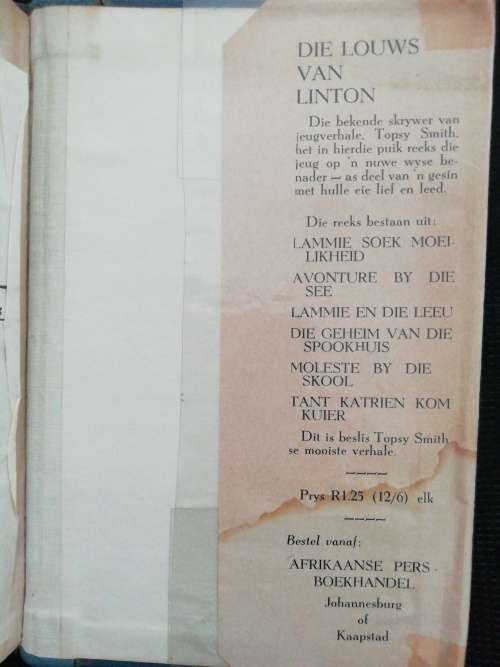 DIE LOUWS
VAN
LINTON
Die bekende skrywer van
jeugverhale, Topsy Smith,
het in hierdie puik reeks die
jeug op 'n nuwe wyse be-
nader — as deel van 'n gesin
met hulle eie lief en leed.
Die reeks bestaan uit:
LAMMIE SOEK MOEI-
LIKHEID
AVONTURE BY DIE
SEE
LAMMIE EN DIE LEEU
DIE GEHEIM VAN DIE
SPOOKHUIS
MOLESTE BY DIE
SKOOL
TANT KATRIEN KOM
KUIER
Dit is beslis Topsy Smith
se mooiste verhale.
Prys R1.25 (12/6) elk
Bestel vanaf:
AFRIKAANSE PERS-
BOEKHANDEL
Johannesburg
of
Kaapstad